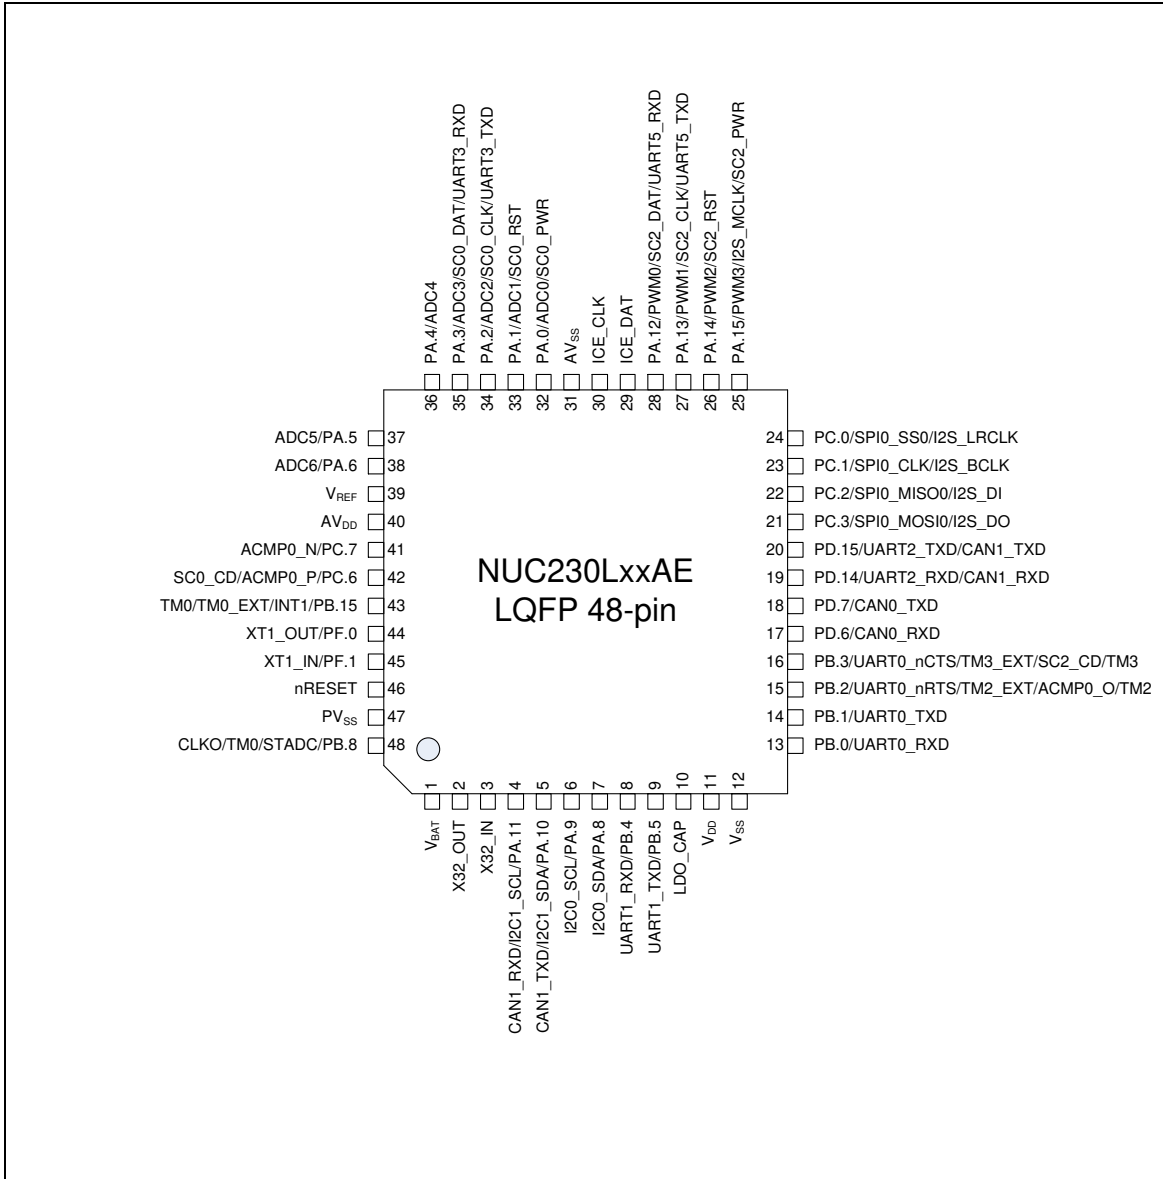 PA.4/ADC4
PA.3/ADC3/SC0_DAT/UART3_RXD
PA.2/ADC2/SC0_CLK/UART3_TXD
PA.1/ADC1/SC0_RST
PA.0/ADC0/SC0_PWR
AVSS
ICE_CLK
ICE_DAT
PA.12/PWM0/SC2_DAT/UART5_RXD
PA.13/PWM1/SC2_CLK/UART5_TXD
PA.14/PWM2/SC2_RST
PA.15/PWM3/I2S_MCLK/SC2_PWR
36
35
34
33
32
31
30
29
28
27
26
25
ADC5/PA.5 37
ADC6/PA.6 38
VREF 39
AVDD 40
ACMP0_N/PC.7 41
SC0_CD/ACMP0_P/PC.6 42
TM0/TM0_EXT/INT1/PB.15 43
XT1_OUT/PF.0 44
XT1_IN/PF.1 45
nRESET 46
PVSS 47
CLKO/TM0/STADC/PB.8 48
NUC230LxxAE
LQFP 48-pin
24 PC.0/SPI0_SS0/I2S_LRCLK
23 PC.1/SPI0_CLK/I2S_BCLK
22 PC.2/SPI0_MISO0/I2S_DI
21 PC.3/SPI0_MOSI0/I2S_DO
20 PD.15/UART2_TXD/CAN1_TXD
19 PD.14/UART2_RXD/CAN1_RXD
18 PD.7/CAN0_TXD
17 PD.6/CAN0_RXD
16 PB.3/UART0_nCTS/TM3_EXT/SC2_CD/TM3
15 PB.2/UART0_nRTS/TM2_EXT/ACMP0_O/TM2
14 PB.1/UART0_TXD
13 PB.0/UART0_RXD
1
2
3
4
5
6
7
8
9
10
11
12
VBAT
X32_OUT
X32_IN
CAN1_RXD/I2C1_SCL/PA.11
CAN1_TXD/I2C1_SDA/PA.10
I2C0_SCL/PA.9
I2C0_SDA/PA.8
UART1_RXD/PB.4
UART1_TXD/PB.5
LDO_CAP
VDD
VSS